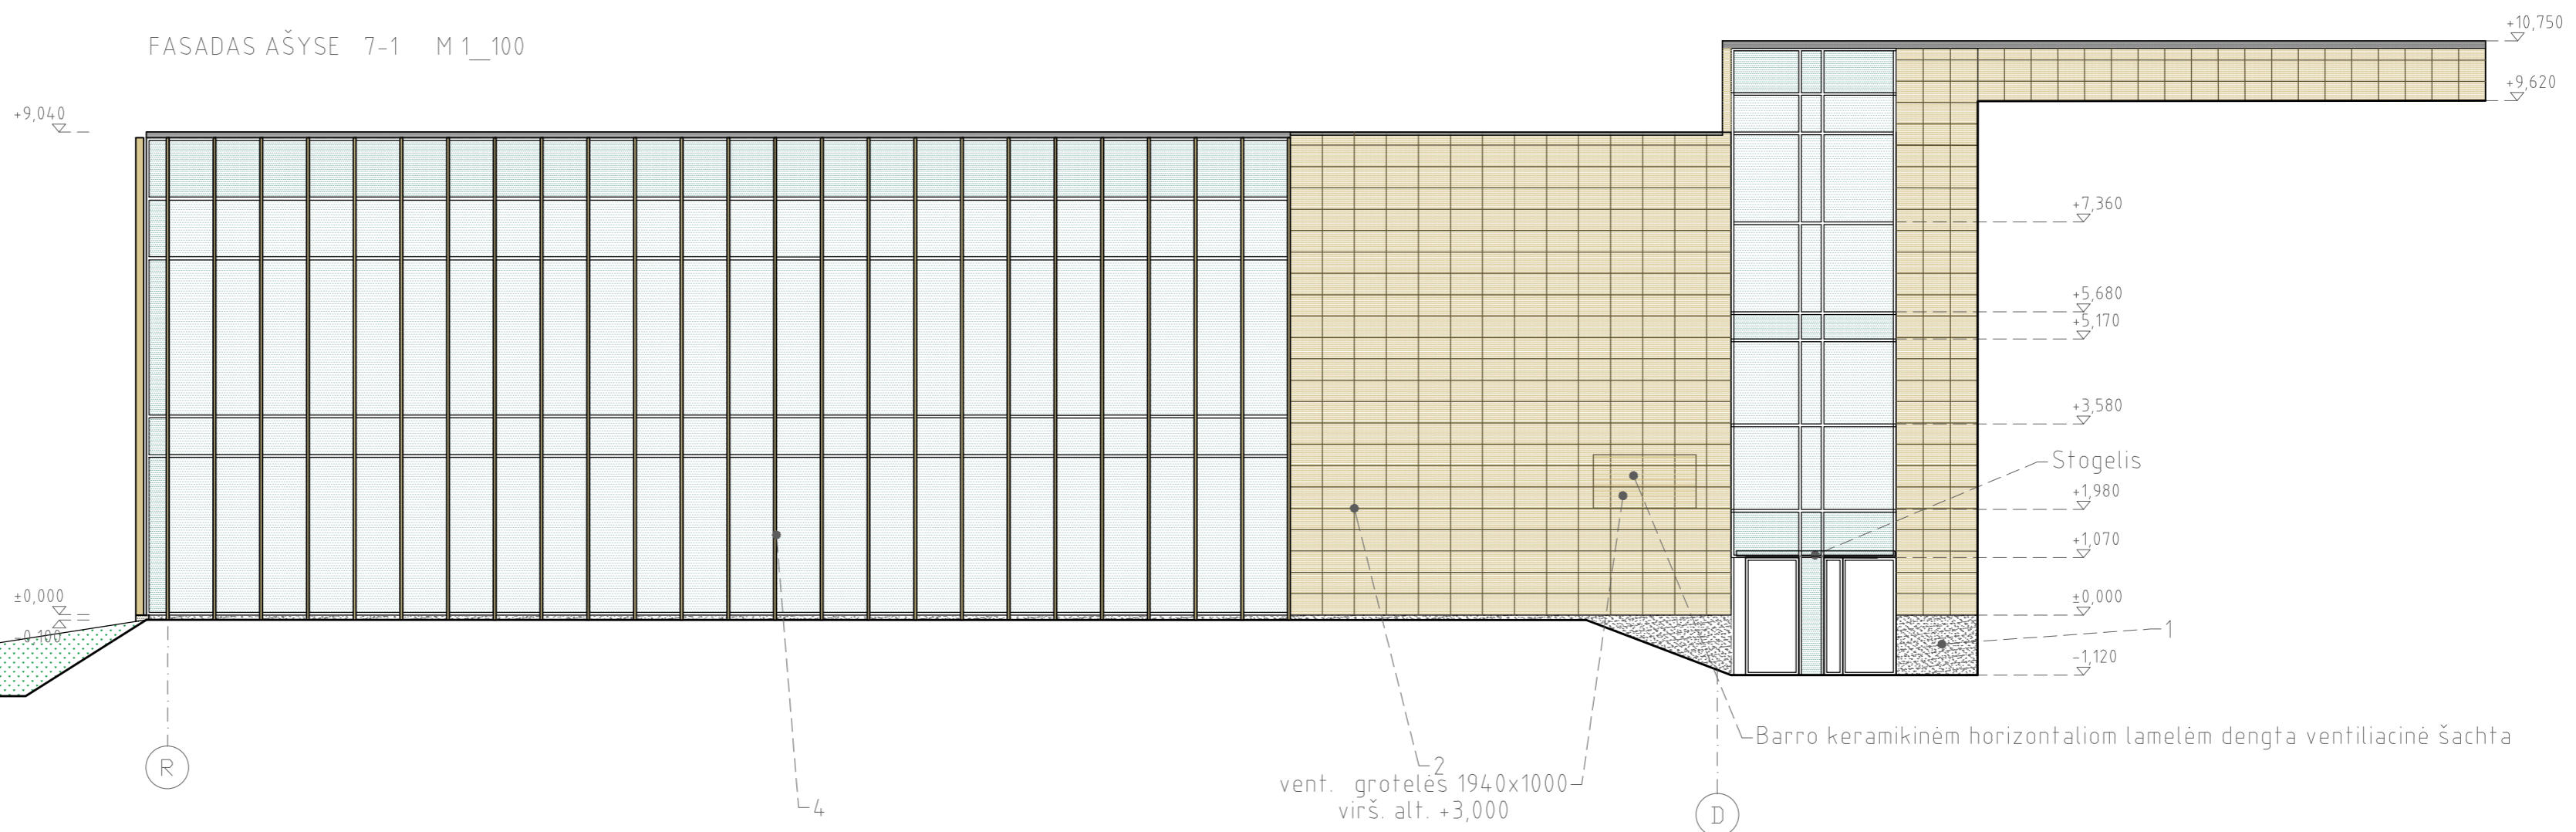 FASADAS AŠYSE 7-1 M 1_100
+10,750
+9,620
+9,040
+7,360
+5,680
+5,170
+3,580
Stogelis
+1,980
+1,070
±0,000
±0,000
-0,100
1
-1,120
Barro keramikinėm horizontaliom lamelėm dengta ventiliacinė šachta
2
vent. grotelės 1940x1000
virš. alt. +3,000
R
4
D